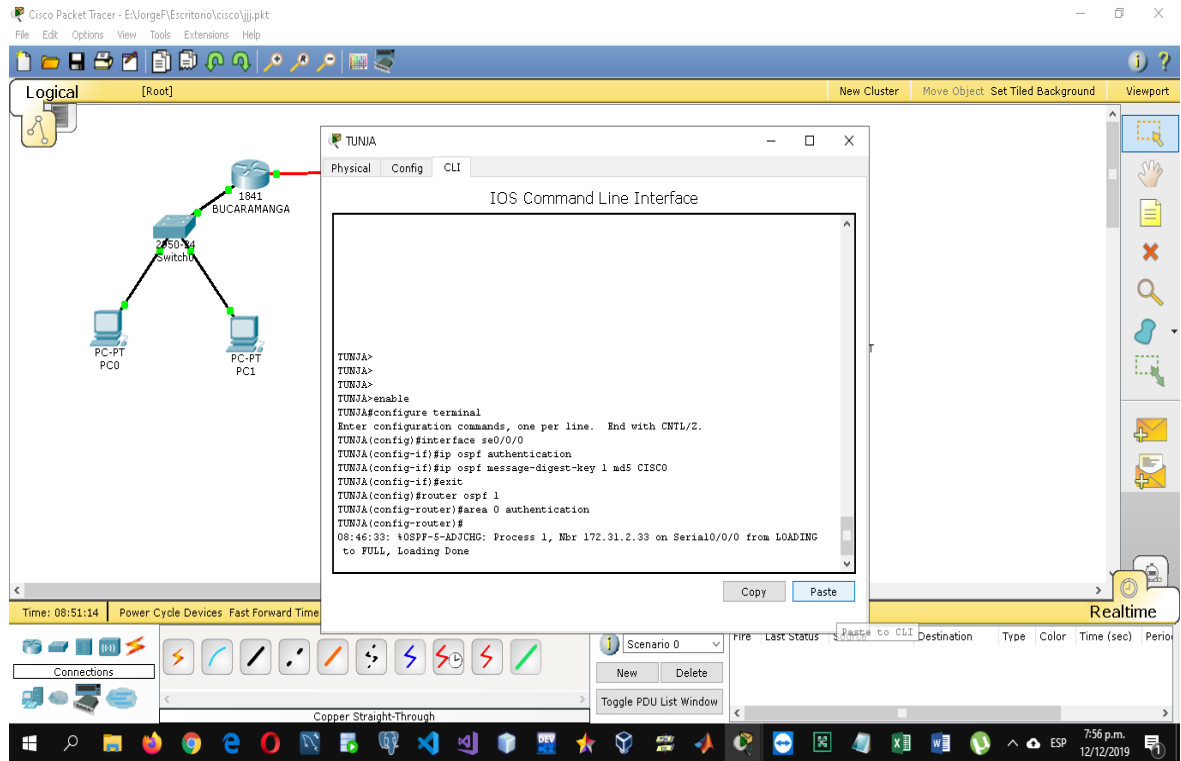 Cisco Packet Tracer - E:\JorgeF\Escritorio\cisco\jjj.pkt
File Edit Options View Tools Extensions Help
Logical [Root] New Cluster Move Object Set Tiled Background Viewport
TUNJA
Physical Config CLI
IOS Command Line Interface
1841
BUCARAMANGA
2950-24
Switch0
PC-PT
PC0
PC-PT
PC1
T
TUNJA>
TUNJA>
TUNJA>
TUNJA>enable
TUNJA#configure terminal
Enter configuration commands, one per line. End with CNTL/Z.
TUNJA(config)#interface se0/0/0
TUNJA(config-if)#ip ospf authentication
TUNJA(config-if)#ip ospf message-digest-key 1 md5 CISCO
TUNJA(config-if)#exit
TUNJA(config)#router ospf 1
TUNJA(config-router)#area 0 authentication
TUNJA(config-router)#
08:46:33: %OSPF-5-ADJCHG: Process 1, Nbr 172.31.2.33 on Serial0/0/0 from LOADING
to FULL, Loading Done
Copy Paste
Paste to CLI
Time: 08:51:14 Power Cycle Devices Fast Forward Time Realtime
Connections
Copper Straight-Through
Scenario 0
New Delete
Toggle PDU List Window
Fire Last Status Source Destination Type Color Time (sec) Perio
ESP
7:56 p.m.
12/12/2019